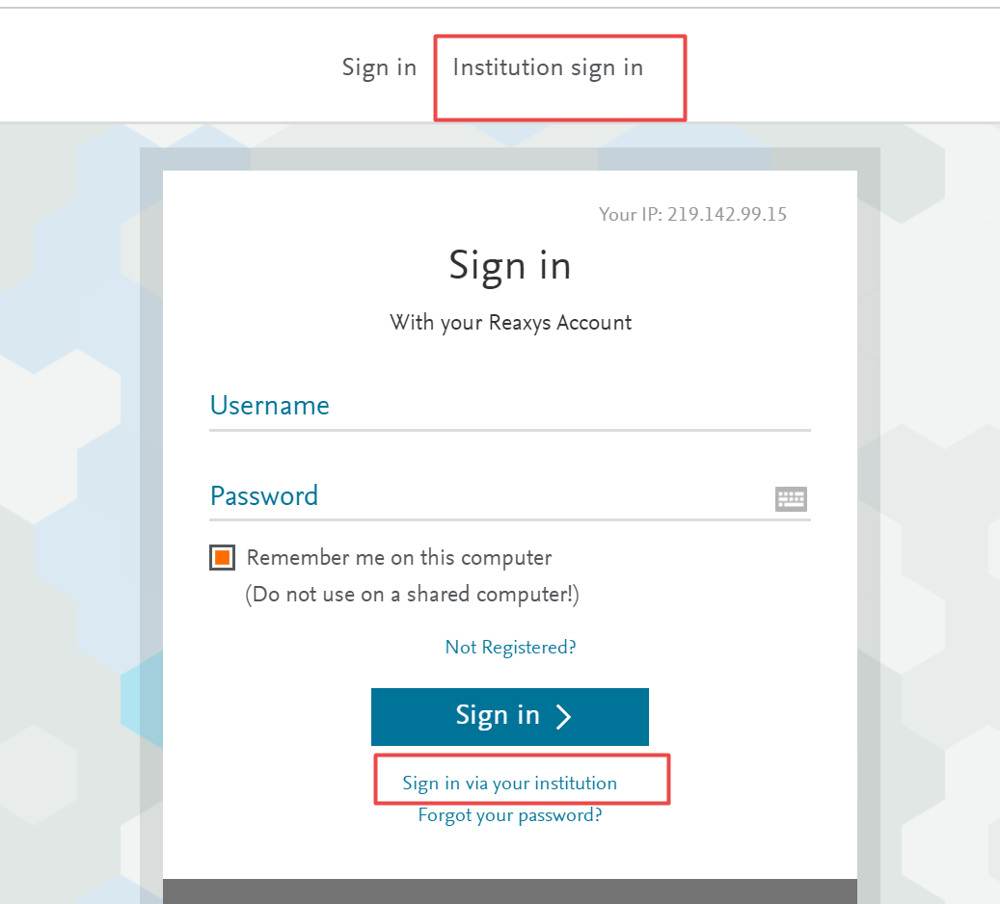 Sign in Institution sign in
Your IP: 219.142.99.15
Sign in
With your Reaxys Account
Username
Password
Remember me on this computer
(Do not use on a shared computer!)
Not Registered?
Sign in
Sign in via your institution
Forgot your password?